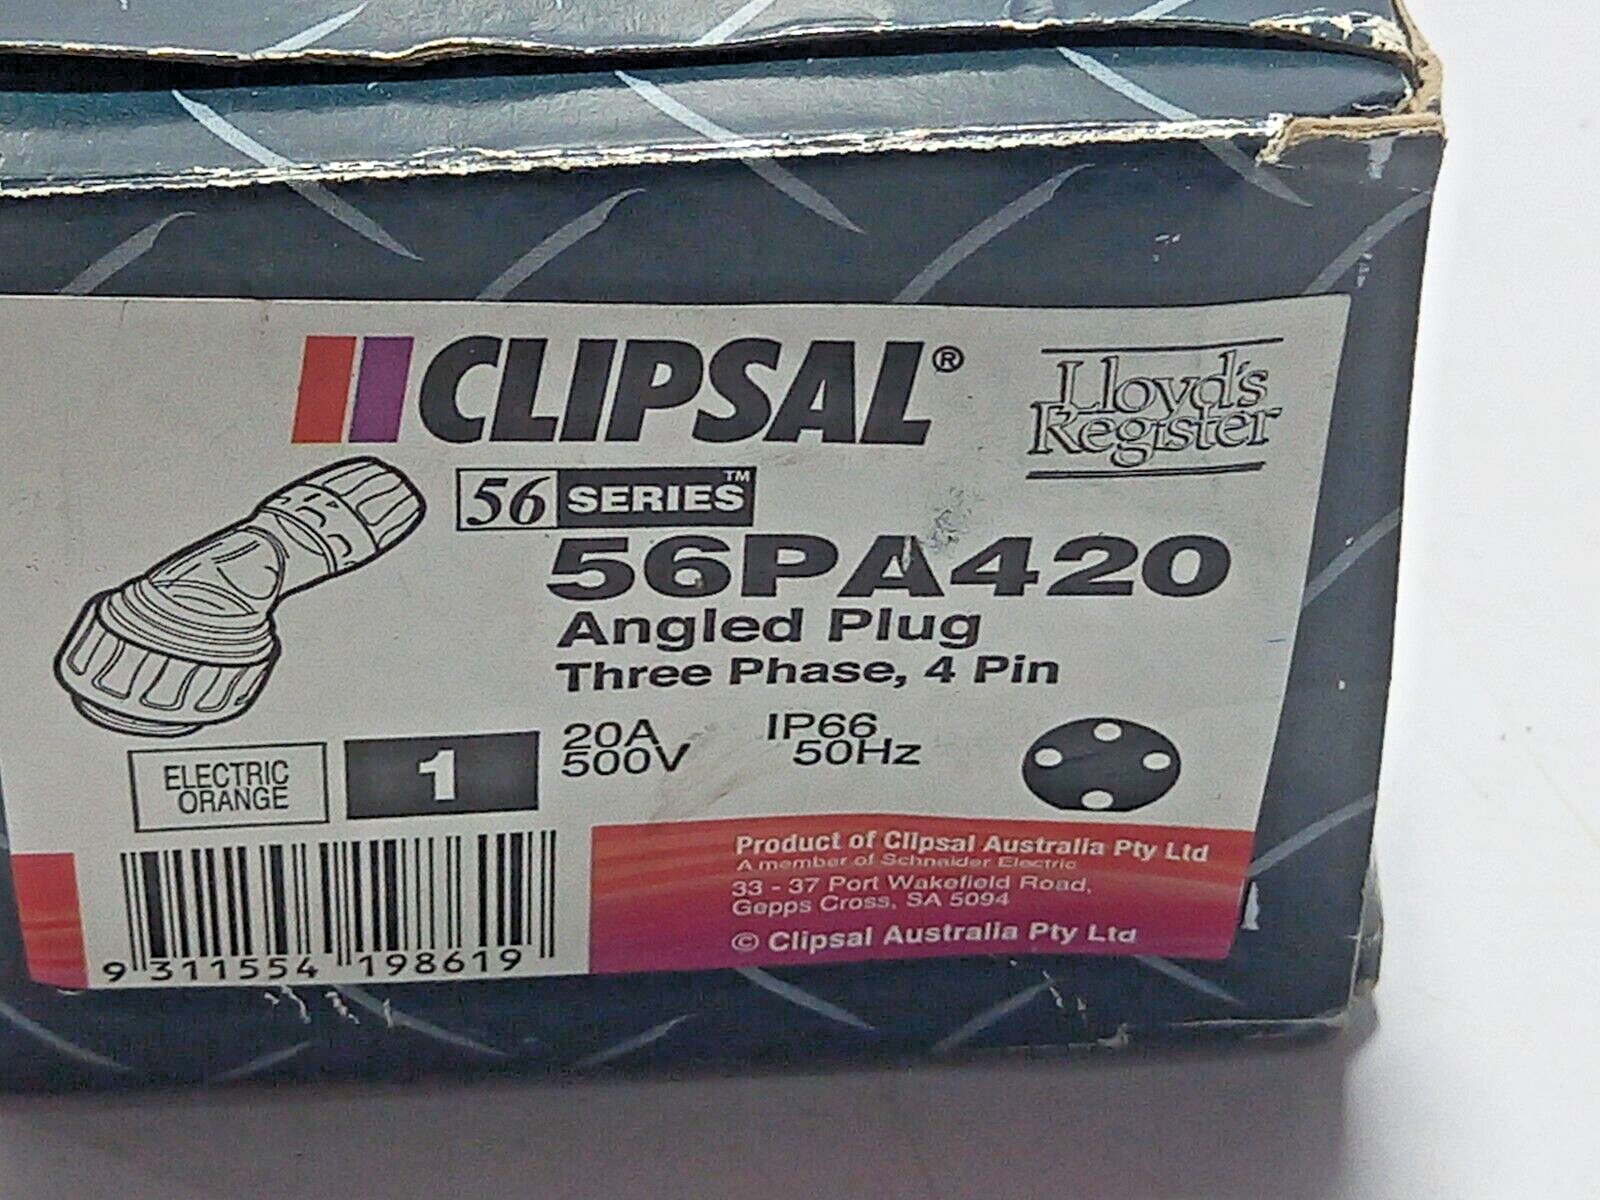 CLIPSAL®
Lloyd's
Register
56 SERIES™
56PA420
Angled Plug
Three Phase, 4 Pin
20A IP66
500V 50Hz
ELECTRIC
ORANGE
1
9 311554 198619
Product of Clipsal Australia Pty Ltd
A member of Schneider Electric
33 - 37 Port Wakefield Road,
Gepps Cross, SA 5094
© Clipsal Australia Pty Ltd